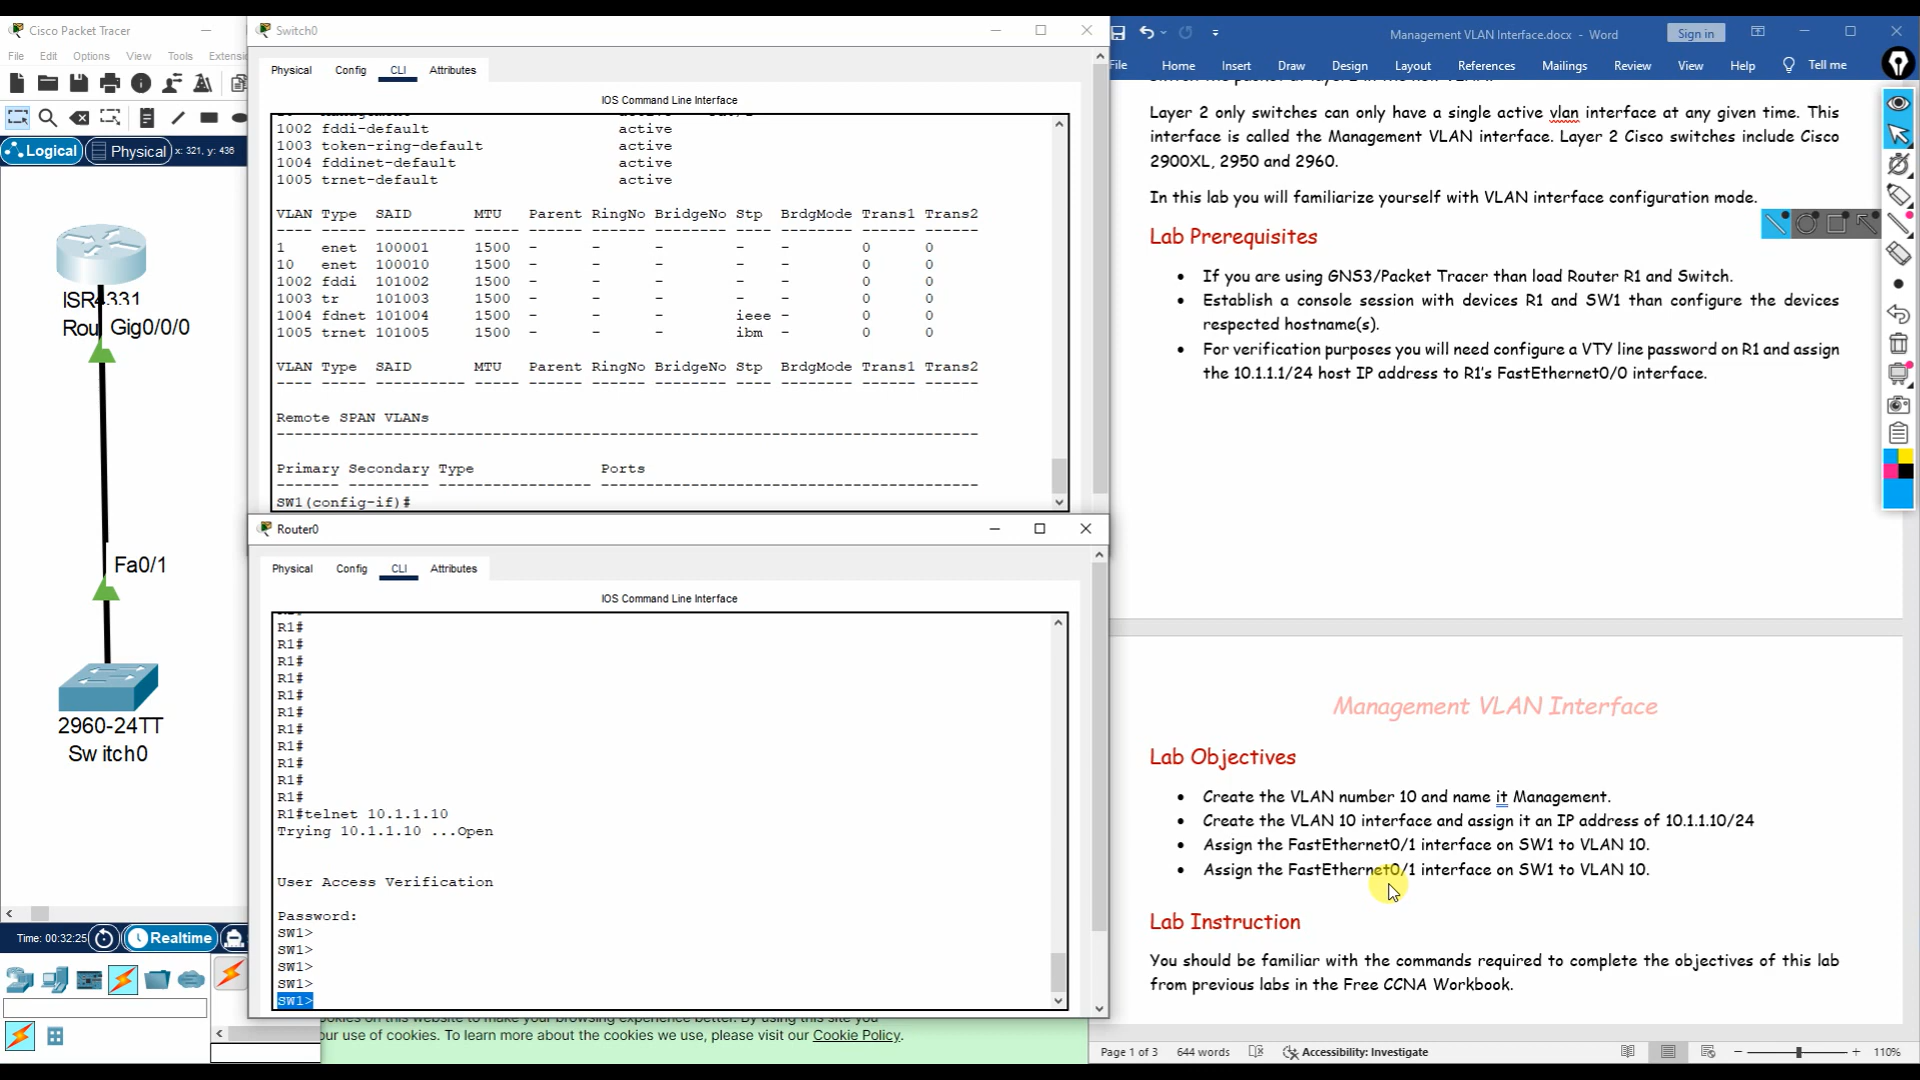 Cisco Packet Tracer
File Edit Options View Tools Extensio
Logical Physical x: 321, y: 436
ISR4331
Rou Gig0/0/0
Fa0/1
2960-24TT
Switch0
Time: 00:32:25 Realtime
Switch0
Physical Config CLI Attributes
IOS Command Line Interface
1002 fddi-default active
1003 token-ring-default active
1004 fddinet-default active
1005 trnet-default active
VLAN Type SAID MTU Parent RingNo BridgeNo Stp BrdgMode Trans1 Trans2
---- ----- ---------- ----- ------ ------ -------- ---- -------- ------ ------
1 enet 100001 1500 - - - - - 0 0
10 enet 100010 1500 - - - - - 0 0
1002 fddi 101002 1500 - - - - - 0 0
1003 tr 101003 1500 - - - - - 0 0
1004 fdnet 101004 1500 - - - ieee - 0 0
1005 trnet 101005 1500 - - - ibm - 0 0
VLAN Type SAID MTU Parent RingNo BridgeNo Stp BrdgMode Trans1 Trans2
---- ----- ---------- ----- ------ ------ -------- ---- -------- ------ ------
Remote SPAN VLANs
------------------------------------------------------------------------------
Primary Secondary Type Ports
------- --------- ----------------- ------------------------------------------
SW1(config-if)#
Router0
Physical Config CLI Attributes
IOS Command Line Interface
R1#
R1#
R1#
R1#
R1#
R1#
R1#
R1#
R1#
R1#
R1#
R1#telnet 10.1.1.10
Trying 10.1.1.10 ...Open
User Access Verification
Password:
SW1>
SW1>
SW1>
SW1>
SW1>
our use of cookies. To learn more about the cookies we use, please visit our Cookie Policy.
Management VLAN Interface.docx - Word Sign in
File Home Insert Draw Design Layout References Mailings Review View Help Tell me
Layer 2 only switches can only have a single active vlan interface at any given time. This
interface is called the Management VLAN interface. Layer 2 Cisco switches include Cisco
2900XL, 2950 and 2960.
In this lab you will familiarize yourself with VLAN interface configuration mode.
Lab Prerequisites
• If you are using GNS3/Packet Tracer than load Router R1 and Switch.
• Establish a console session with devices R1 and SW1 than configure the devices
respected hostname(s).
• For verification purposes you will need configure a VTY line password on R1 and assign
the 10.1.1.1/24 host IP address to R1's FastEthernet0/0 interface.
Management VLAN Interface
Lab Objectives
• Create the VLAN number 10 and name it Management.
• Create the VLAN 10 interface and assign it an IP address of 10.1.1.10/24
• Assign the FastEthernet0/1 interface on SW1 to VLAN 10.
• Assign the FastEthernet0/1 interface on SW1 to VLAN 10.
Lab Instruction
You should be familiar with the commands required to complete the objectives of this lab
from previous labs in the Free CCNA Workbook.
Page 1 of 3 644 words Accessibility: Investigate 110%